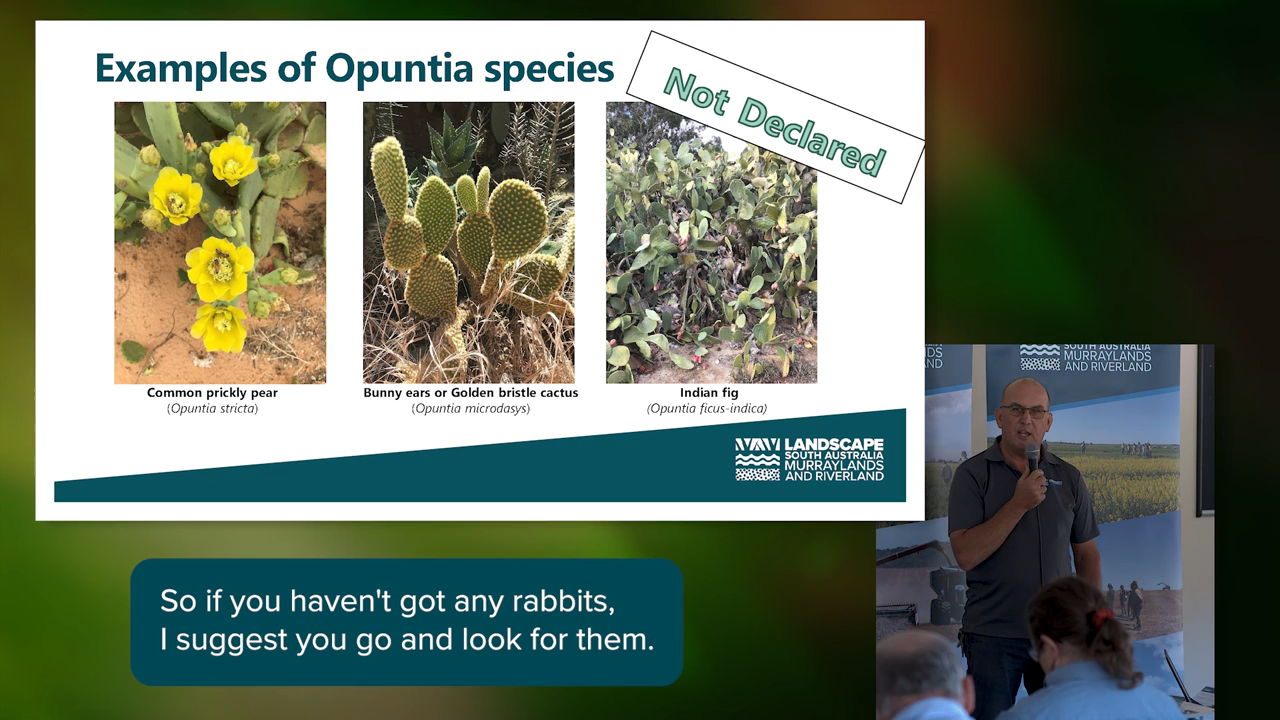 Examples of Opuntia species
Not Declared
Common prickly pear
(Opuntia stricta)
Bunny ears or Golden bristle cactus
(Opuntia microdasys)
Indian fig
(Opuntia ficus-indica)
LANDSCAPE
SOUTH AUSTRALIA
MURRAYLANDS
AND RIVERLAND
NDS
AND
SOUTH AUSTRALIA
MURRAYLANDS
AND RIVERLAND
So if you haven't got any rabbits,
I suggest you go and look for them.